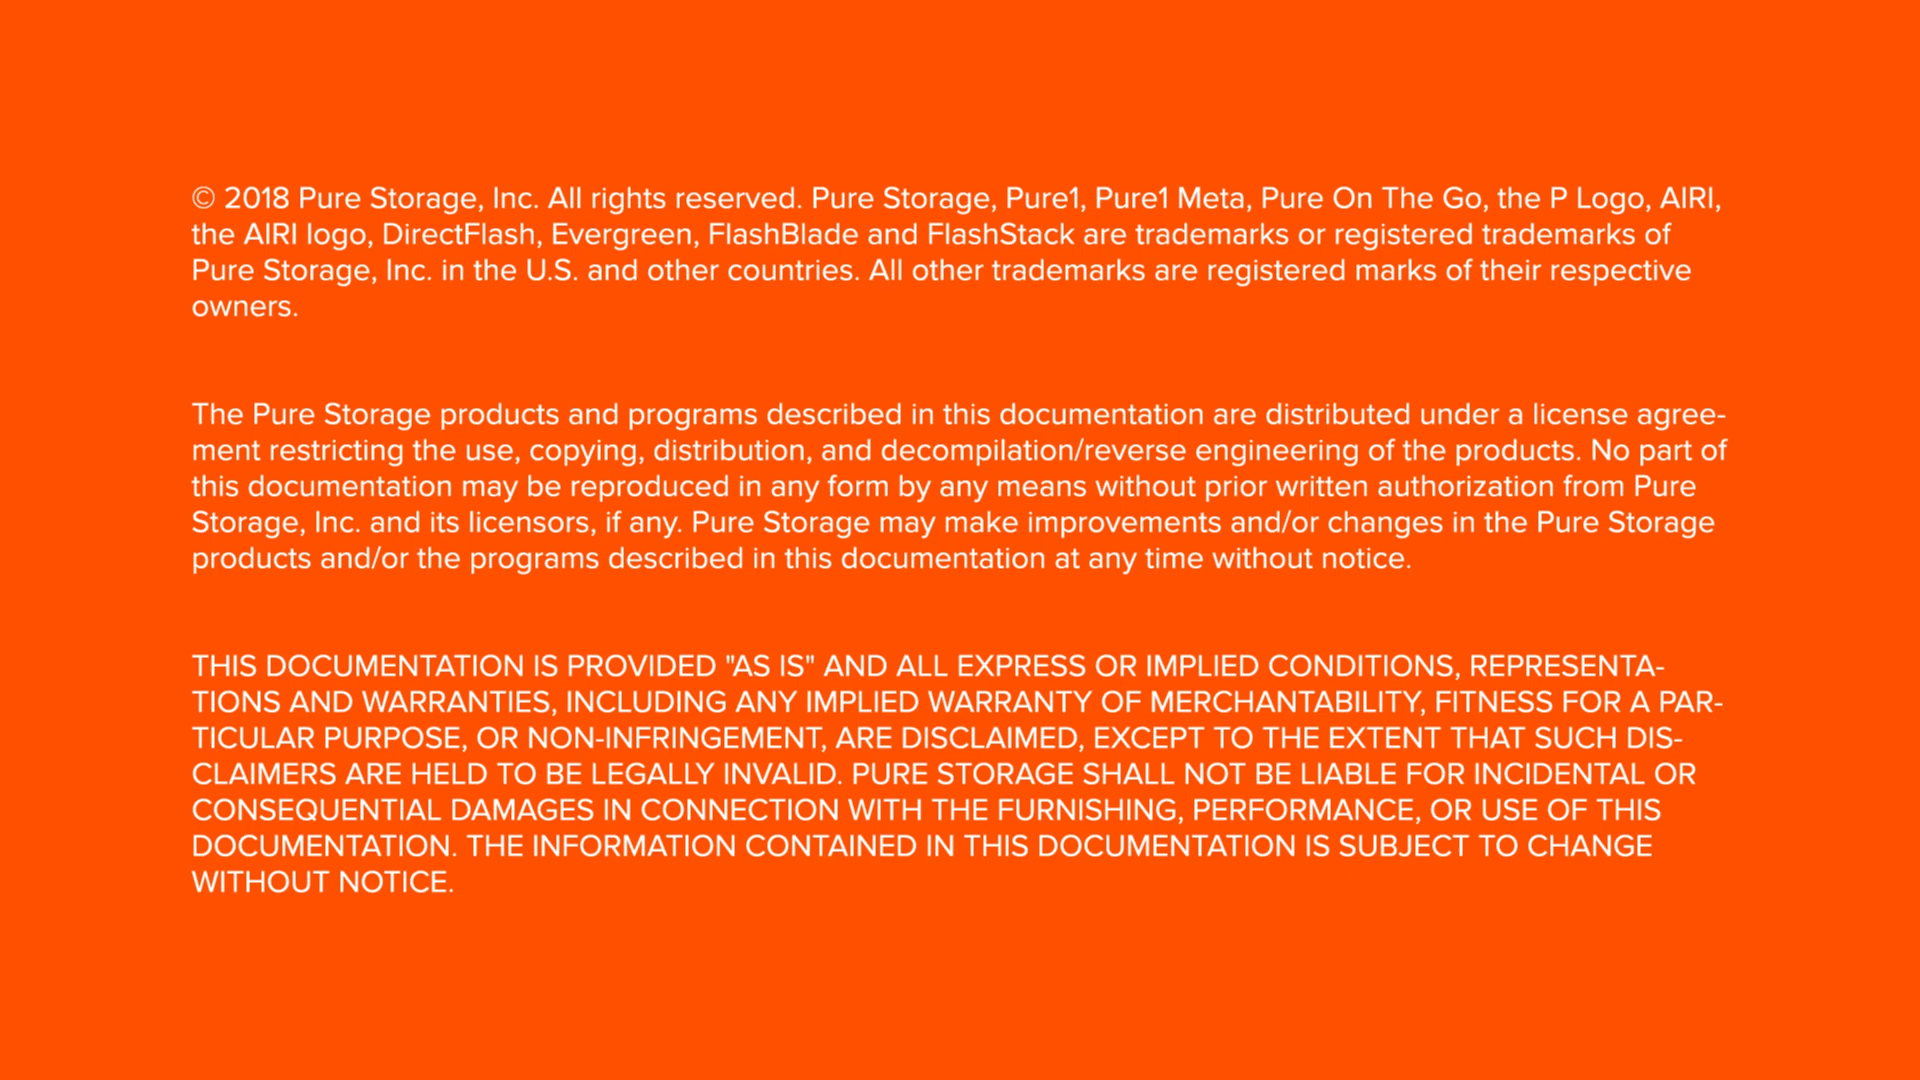 © 2018 Pure Storage, Inc. All rights reserved. Pure Storage, Pure1, Pure1 Meta, Pure On The Go, the P Logo, AIRI,
the AIRI logo, DirectFlash, Evergreen, FlashBlade and FlashStack are trademarks or registered trademarks of
Pure Storage, Inc. in the U.S. and other countries. All other trademarks are registered marks of their respective
owners.
The Pure Storage products and programs described in this documentation are distributed under a license agree-
ment restricting the use, copying, distribution, and decompilation/reverse engineering of the products. No part of
this documentation may be reproduced in any form by any means without prior written authorization from Pure
Storage, Inc. and its licensors, if any. Pure Storage may make improvements and/or changes in the Pure Storage
products and/or the programs described in this documentation at any time without notice.
THIS DOCUMENTATION IS PROVIDED "AS IS" AND ALL EXPRESS OR IMPLIED CONDITIONS, REPRESENTA-
TIONS AND WARRANTIES, INCLUDING ANY IMPLIED WARRANTY OF MERCHANTABILITY, FITNESS FOR A PAR-
TICULAR PURPOSE, OR NON-INFRINGEMENT, ARE DISCLAIMED, EXCEPT TO THE EXTENT THAT SUCH DIS-
CLAIMERS ARE HELD TO BE LEGALLY INVALID. PURE STORAGE SHALL NOT BE LIABLE FOR INCIDENTAL OR
CONSEQUENTIAL DAMAGES IN CONNECTION WITH THE FURNISHING, PERFORMANCE, OR USE OF THIS
DOCUMENTATION. THE INFORMATION CONTAINED IN THIS DOCUMENTATION IS SUBJECT TO CHANGE
WITHOUT NOTICE.